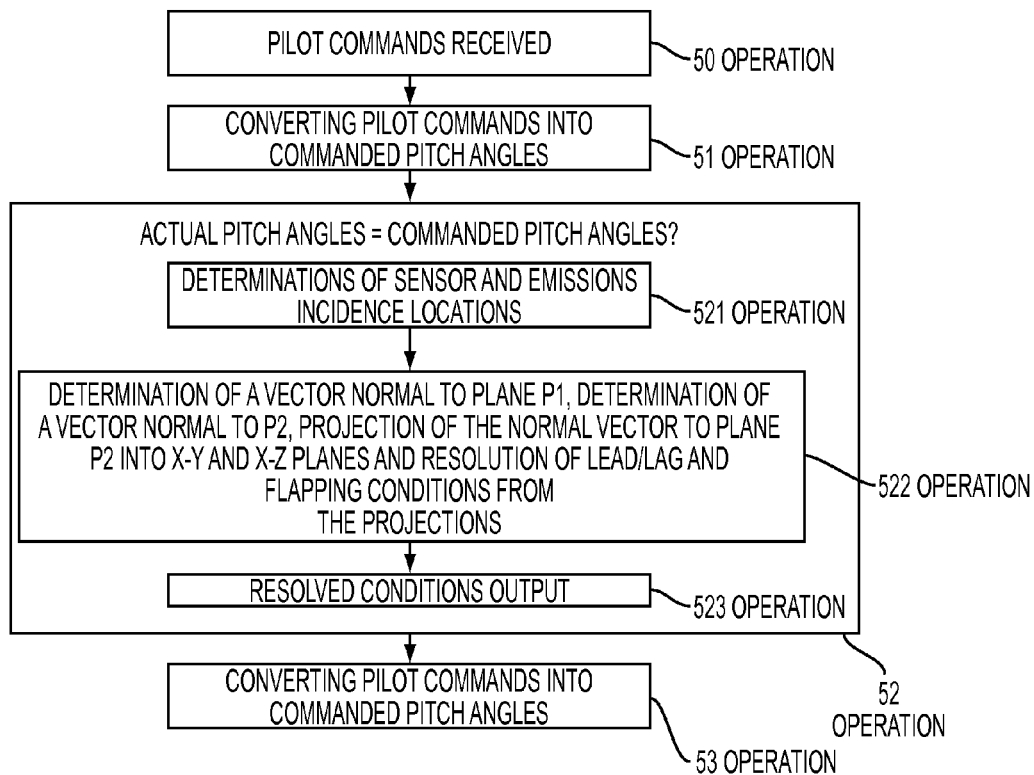 PILOT COMMANDS RECEIVED
50 OPERATION
CONVERTING PILOT COMMANDS INTO
COMMANDED PITCH ANGLES
51 OPERATION
ACTUAL PITCH ANGLES = COMMANDED PITCH ANGLES?
DETERMINATIONS OF SENSOR AND EMISSIONS
INCIDENCE LOCATIONS
521 OPERATION
DETERMINATION OF A VECTOR NORMAL TO PLANE P1, DETERMINATION OF
A VECTOR NORMAL TO P2, PROJECTION OF THE NORMAL VECTOR TO PLANE
P2 INTO X-Y AND X-Z PLANES AND RESOLUTION OF LEAD/LAG AND
FLAPPING CONDITIONS FROM
THE PROJECTIONS
522 OPERATION
RESOLVED CONDITIONS OUTPUT
523 OPERATION
52
OPERATION
CONVERTING PILOT COMMANDS INTO
COMMANDED PITCH ANGLES
53 OPERATION